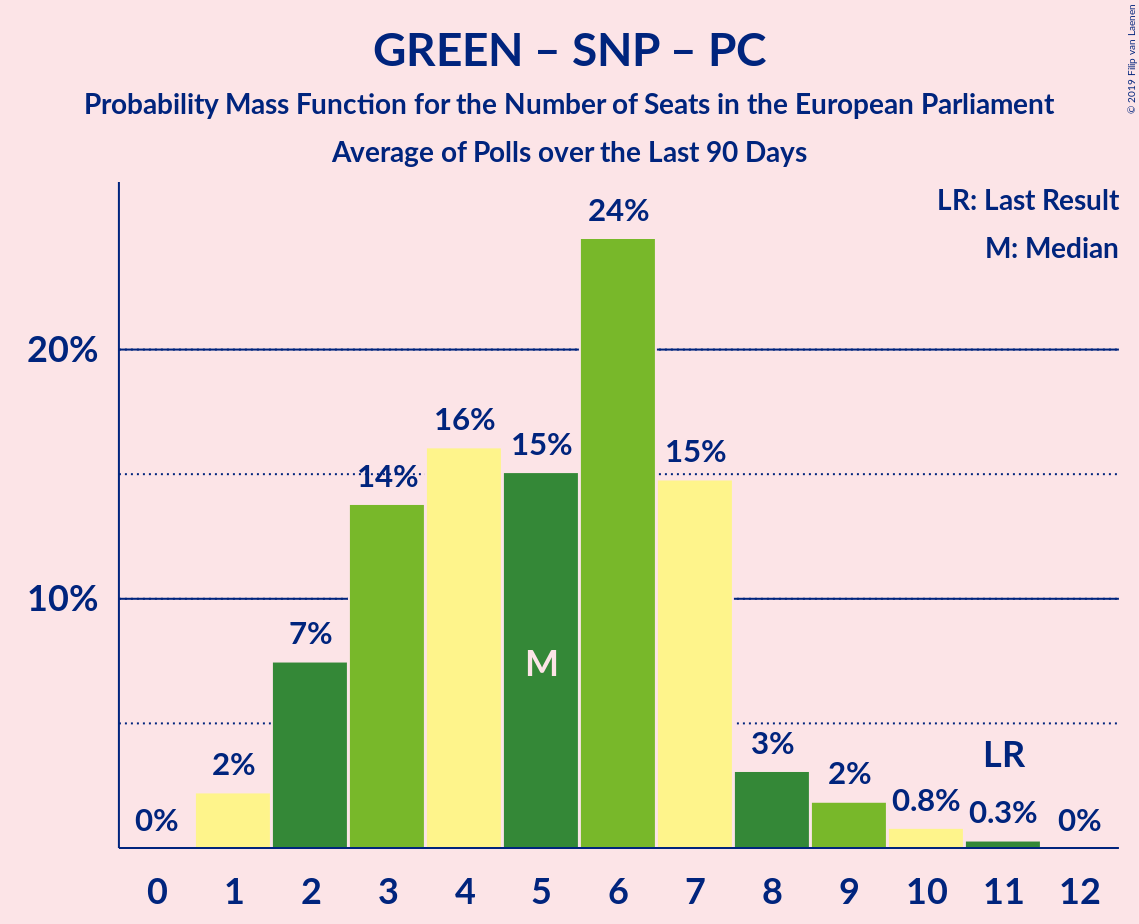 GREEN – SNP – PC
Probability Mass Function for the Number of Seats in the European Parliament
Average of Polls over the Last 90 Days
© 2019 Filip van Laenen
LR: Last Result
M: Median
24%
20%
16%
15%
15%
14%
10%
7%
M
3%
LR
2%
2%
0.8%
0.3%
0%
0%
0 1 2 3 4 5 6 7 8 9 10 11 12